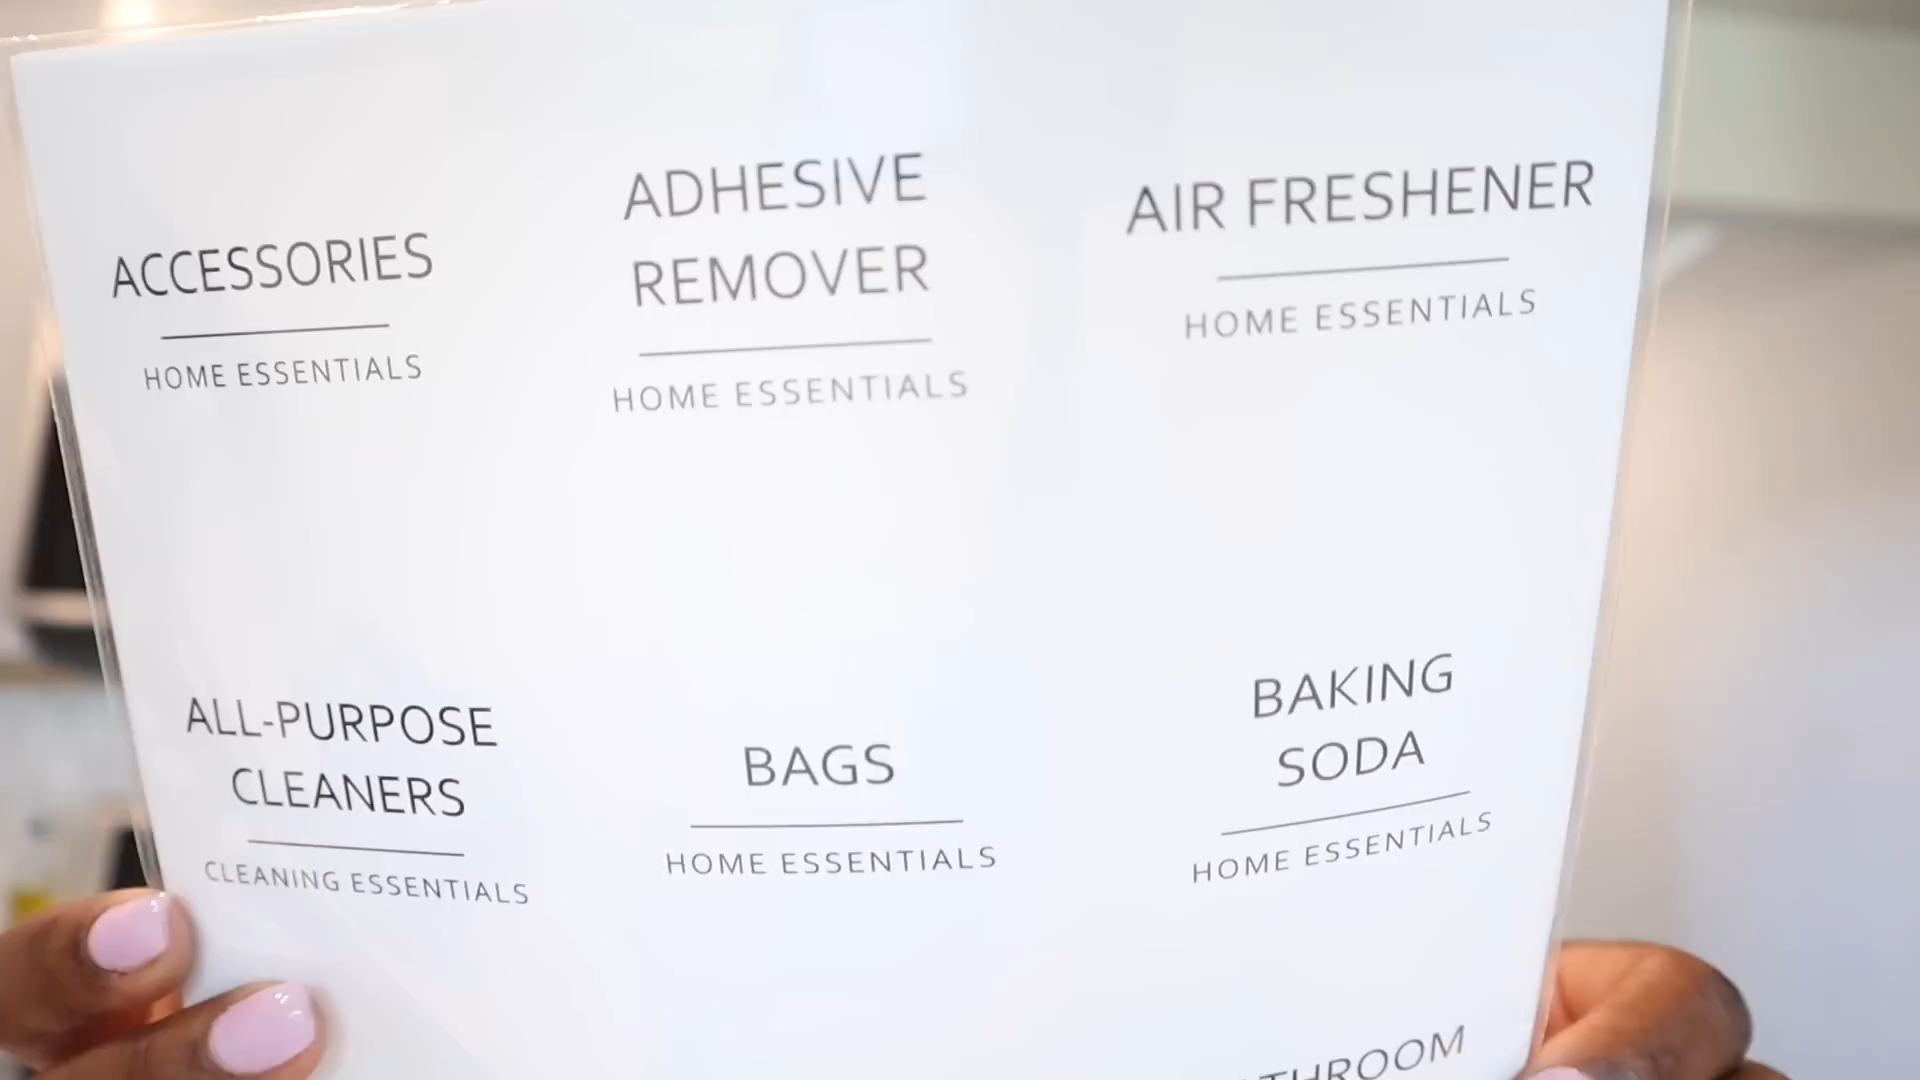 ACCESSORIES
HOME ESSENTIALS
ADHESIVE
REMOVER
HOME ESSENTIALS
AIR FRESHENER
HOME ESSENTIALS
ALL-PURPOSE
CLEANERS
CLEANING ESSENTIALS
BAGS
HOME ESSENTIALS
BAKING
SODA
HOME ESSENTIALS